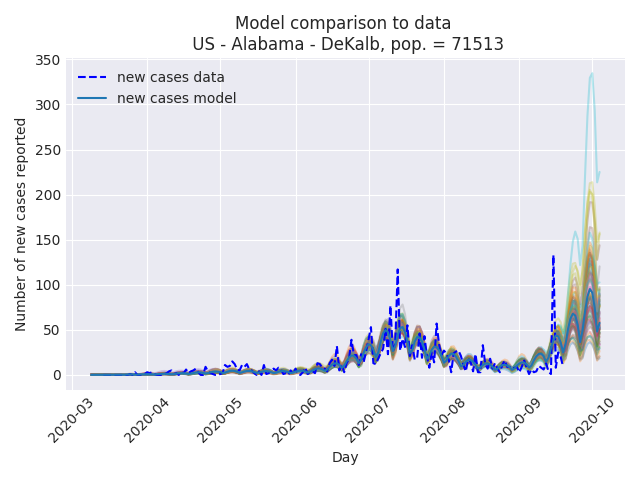 Model comparison to data
US - Alabama - DeKalb, pop. = 71513
350
300
250
200
150
100
50
0
Number of new cases reported
new cases data
new cases model
2020-03
2020-04
2020-05
2020-06
2020-07
2020-08
2020-09
2020-10
Day